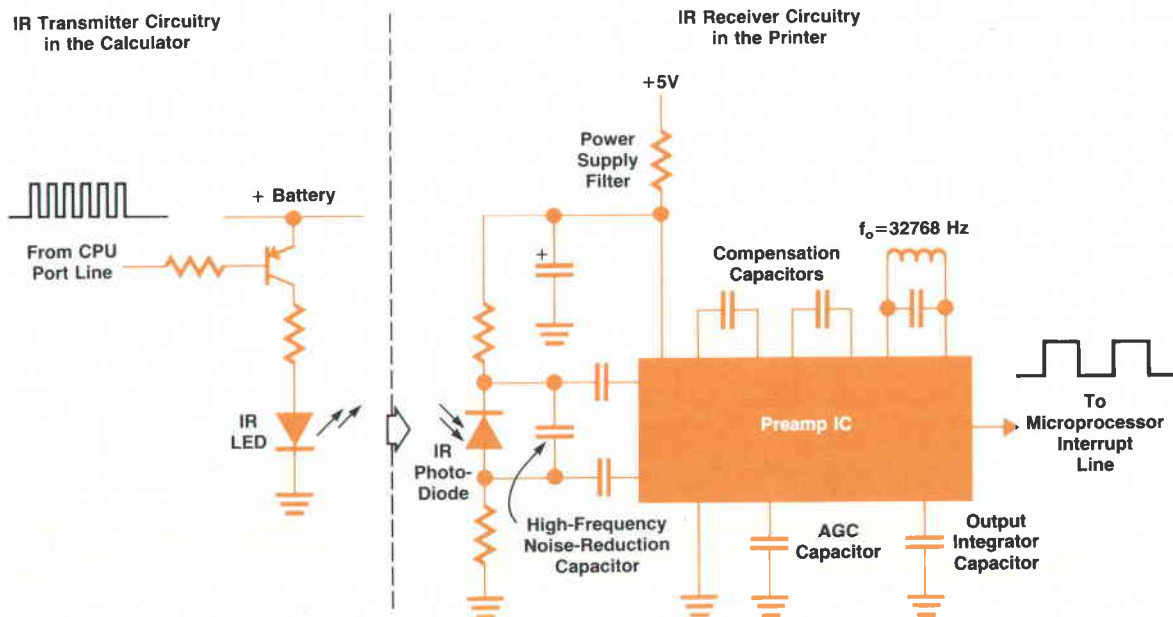 IR Transmitter Circuitry
in the Calculator
IR Receiver Circuitry
in the Printer
+5V
Power
Supply
Filter
+ Battery
From CPU
Port Line
+
Compensation
Capacitors
fo=32768 Hz
IR
LED
IR
Photo-
Diode
Preamp IC
To
Microprocessor
Interrupt
Line
High-Frequency
Noise-Reduction
Capacitor
AGC
Capacitor
Output
Integrator
Capacitor